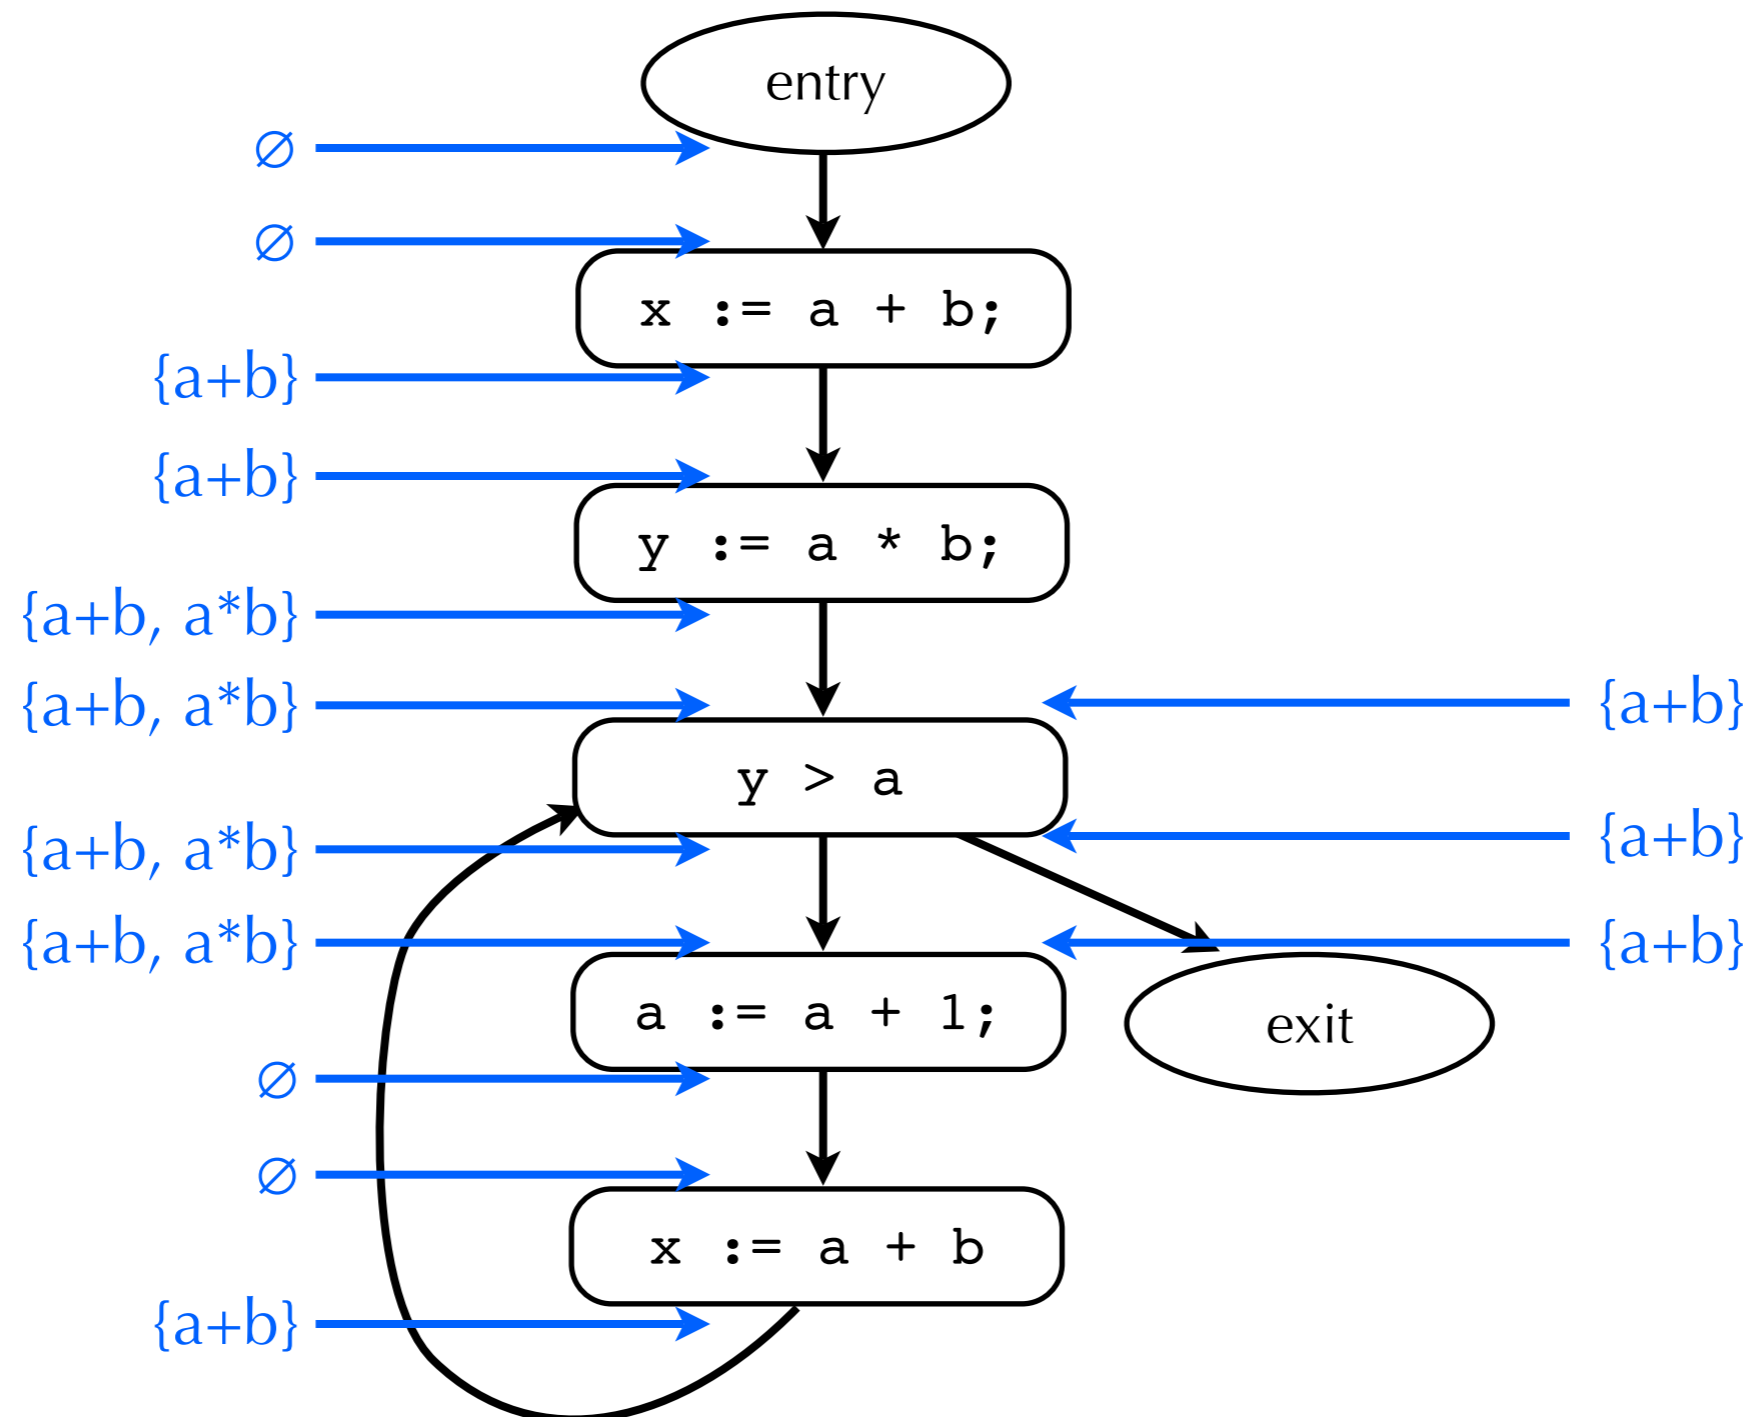 entry
∅
∅
x := a + b;
{a+b}
{a+b}
y := a * b;
{a+b, a*b}
{a+b, a*b} {a+b}
y > a
{a+b, a*b} {a+b}
{a+b, a*b} {a+b}
a := a + 1; exit
∅
∅
x := a + b
{a+b}